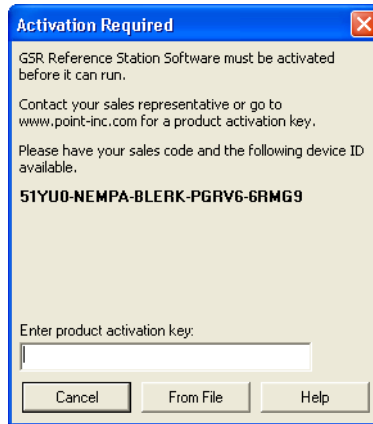 Activation Required
GSR Reference Station Software must be activated
before it can run.
Contact your sales representative or go to
www.point-inc.com for a product activation key.
Please have your sales code and the following device ID
available.
51YU0-NEMPA-BLERK-PGRV6-6RMG9
Enter product activation key:
Cancel From File Help